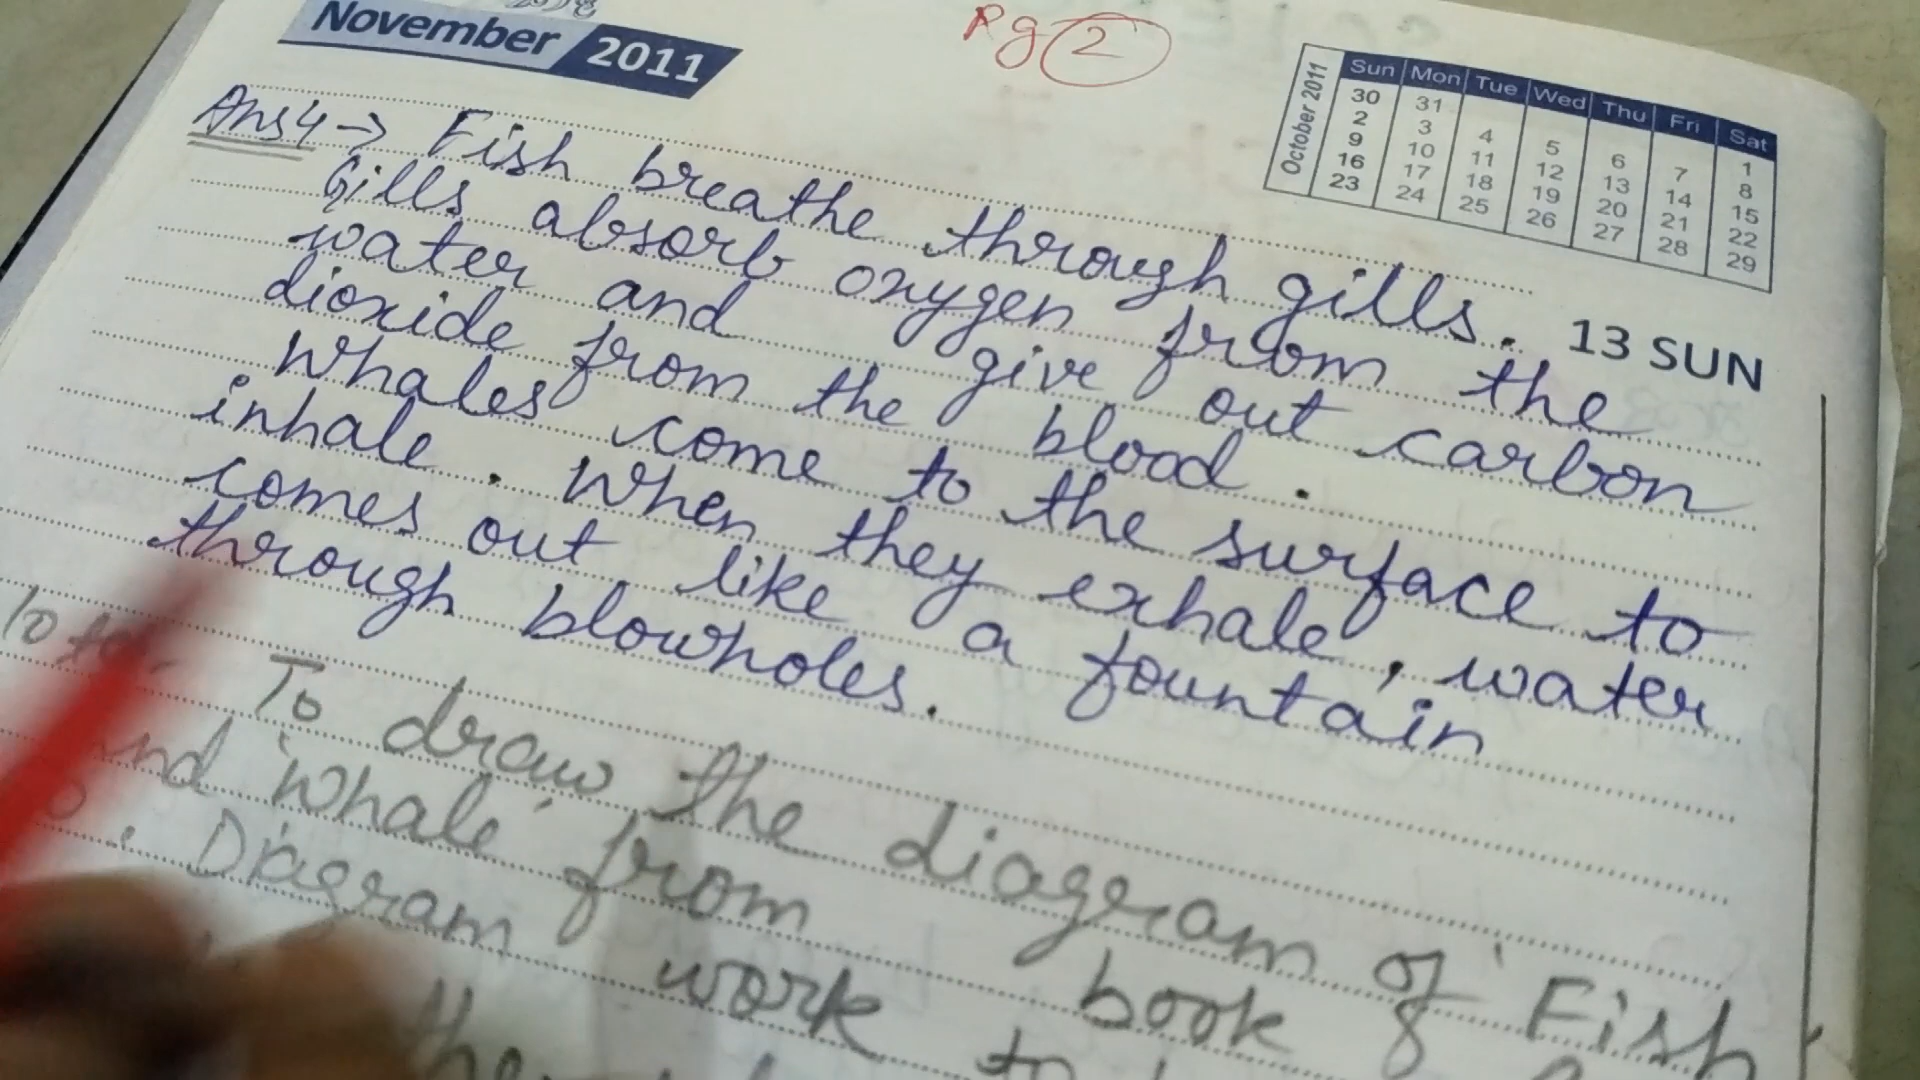 November 2011
Pg 2
October 2011
Sun Mon Tue Wed Thu Fri Sat
30 31 1
2 3 4 5 6 7 8
9 10 11 12 13 14 15
16 17 18 19 20 21 22
23 24 25 26 27 28 29
13 SUN
Ans4 → Fish breathe through gills.
Gills absorb oxygen from the
water and give out carbon
dioxide from the blood.
Whales come to the surface to
inhale. When they exhale, water
comes out like a fountain
through blowholes.
To draw the diagram of Fish
and whale from book
Diagram work to
the